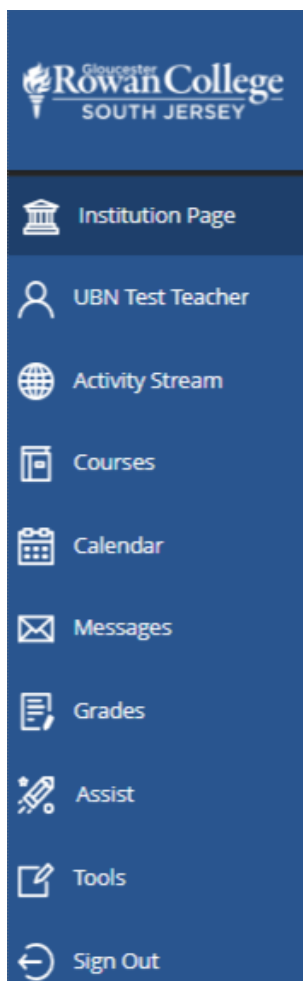 Gloucester
Rowan College
SOUTH JERSEY
Institution Page
UBN Test Teacher
Activity Stream
Courses
Calendar
Messages
Grades
Assist
Tools
Sign Out